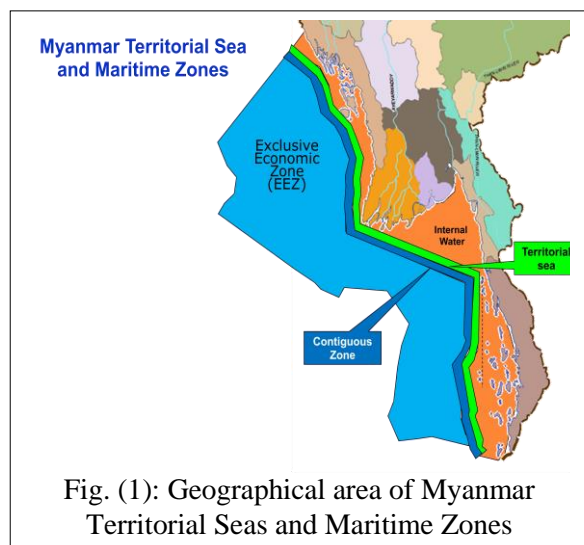 Myanmar Territorial Sea
and Maritime Zones
Exclusive
Economic Zone
(EEZ)
Internal
Water
Territorial
sea
Contiguous
Zone
Fig. (1): Geographical area of Myanmar
Territorial Seas and Maritime Zones